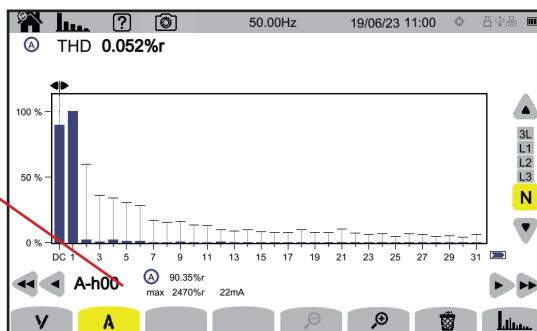 ? 50.00Hz 19/06/23 11:00
A THD 0.052%r
100 %
50 %
0 %
DC 1 3 5 7 9 11 13 15 17 19 21 23 25 27 29 31
3L
L1
L2
L3
N
A-h00 A 90.35%r
max 2470%r 22mA
V A